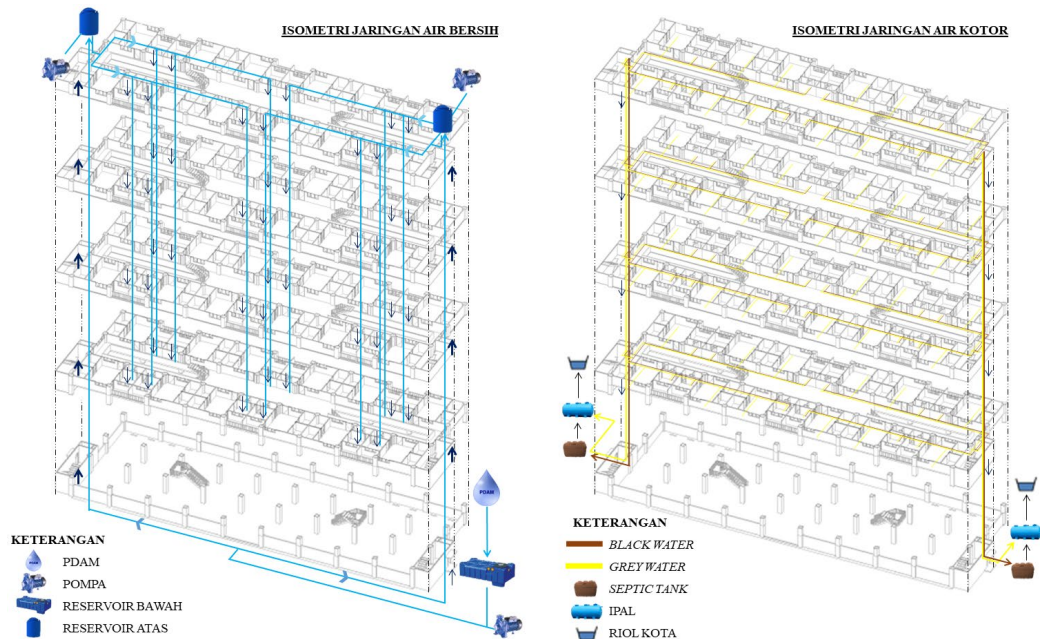 ISOMETRI JARINGAN AIR BERSIH
PDAM
KETERANGAN
PDAM
POMPA
RESERVOIR BAWAH
RESERVOIR ATAS
ISOMETRI JARINGAN AIR KOTOR
KETERANGAN
BLACK WATER
GREY WATER
SEPTIC TANK
IPAL
RIOL KOTA